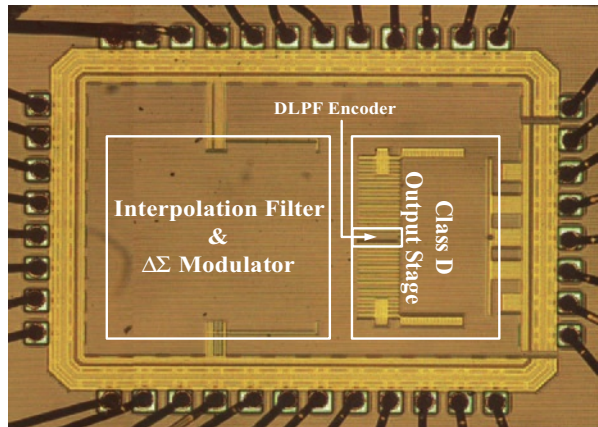 DLPF Encoder
Interpolation Filter
&
ΔΣ Modulator
Class D
Output Stage